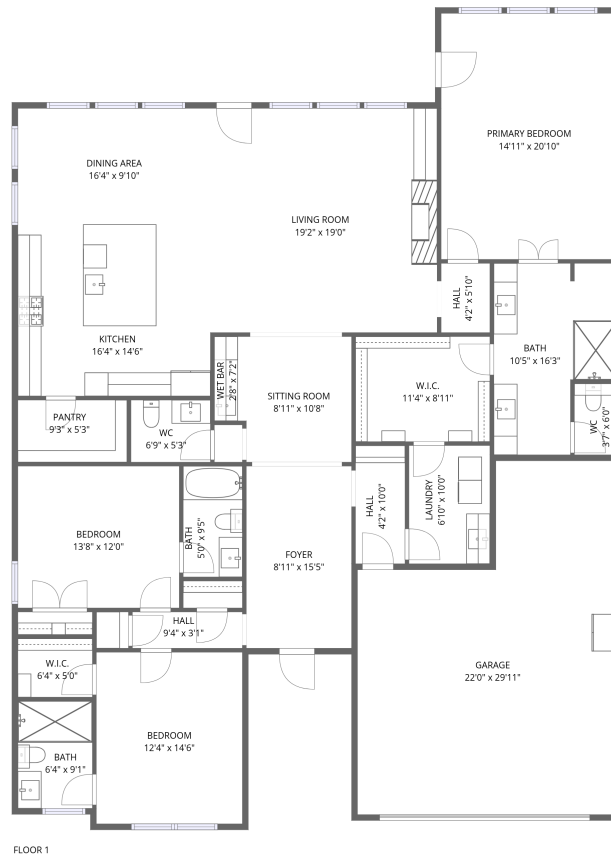 PRIMARY BEDROOM
14'11" x 20'10"
DINING AREA
16'4" x 9'10"
LIVING ROOM
19'2" x 19'0"
HALL
4'2" x 5'10"
KITCHEN
16'4" x 14'6"
BATH
10'5" x 16'3"
WET BAR
2'8" x 7'2"
SITTING ROOM
8'11" x 10'8"
W.I.C.
11'4" x 8'11"
PANTRY
9'3" x 5'3"
WC
6'9" x 5'3"
WC
3'7" x 6'0"
BEDROOM
13'8" x 12'0"
BATH
5'0" x 9'5"
FOYER
8'11" x 15'5"
HALL
4'2" x 10'0"
LAUNDRY
6'10" x 10'0"
HALL
9'4" x 3'1"
W.I.C.
6'4" x 5'0"
GARAGE
22'0" x 29'11"
BEDROOM
12'4" x 14'6"
BATH
6'4" x 9'1"
FLOOR 1